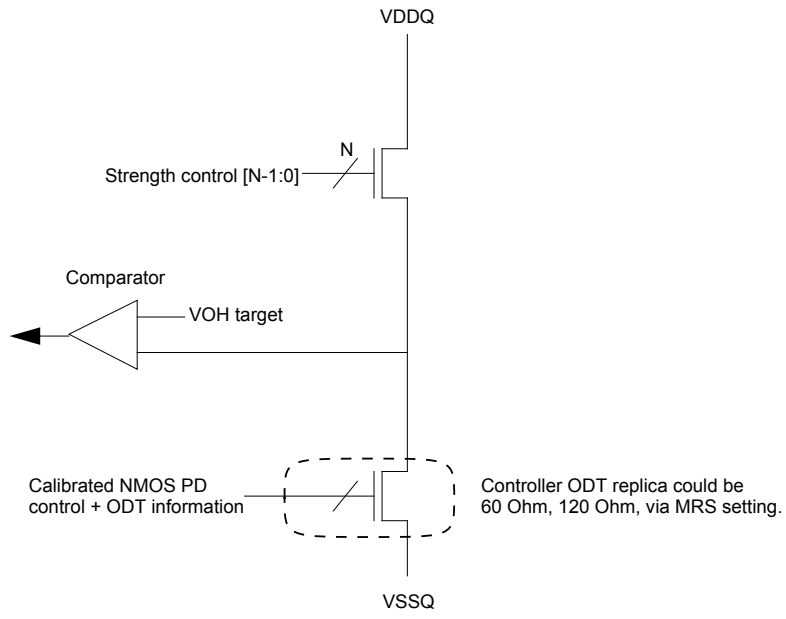 VDDQ
N
Strength control [N-1:0]
Comparator
VOH target
Calibrated NMOS PD
control + ODT information
Controller ODT replica could be
60 Ohm, 120 Ohm, via MRS setting.
VSSQ